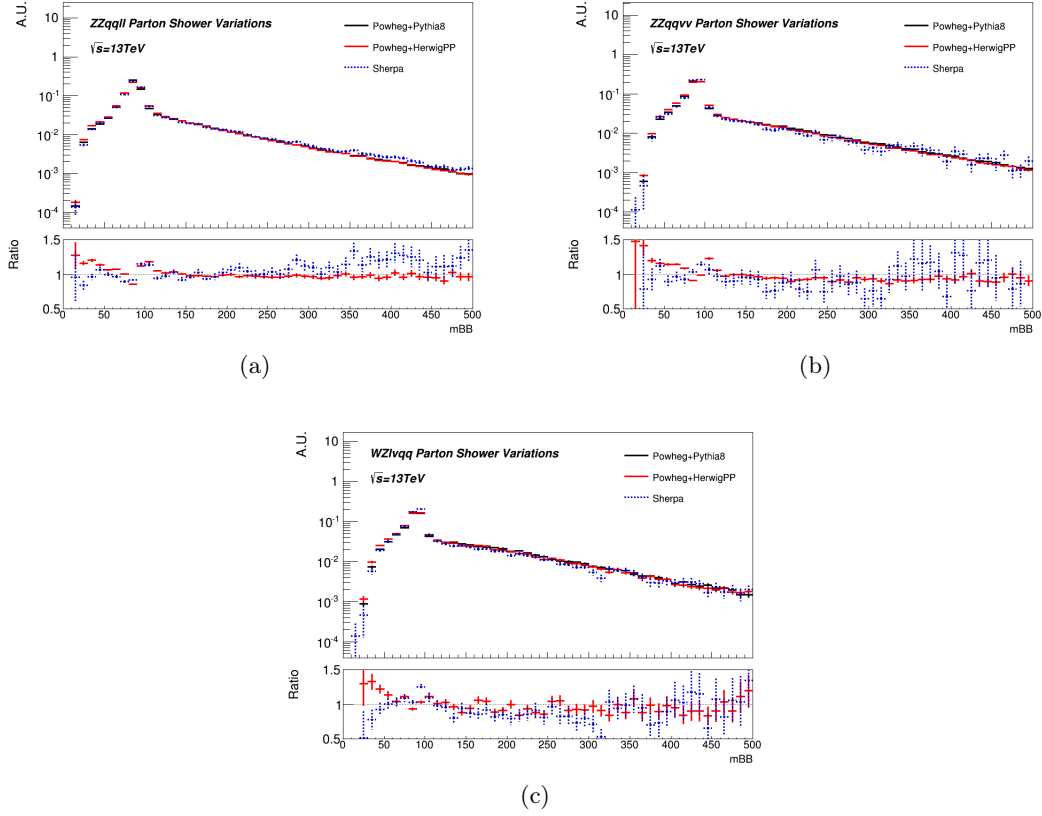 A.U.
10
1
10⁻¹
10⁻²
10⁻³
10⁻⁴
ZZqqll Parton Shower Variations
√s=13TeV
Powheg+Pythia8
Powheg+HerwigPP
Sherpa
Ratio
1.5
1
0.5
0 50 100 150 200 250 300 350 400 450 500
mBB
(a)
A.U.
10
1
10⁻¹
10⁻²
10⁻³
10⁻⁴
ZZqqvv Parton Shower Variations
√s=13TeV
Powheg+Pythia8
Powheg+HerwigPP
Sherpa
Ratio
1.5
1
0.5
0 50 100 150 200 250 300 350 400 450 500
mBB
(b)
A.U.
10
1
10⁻¹
10⁻²
10⁻³
10⁻⁴
WZlvqq Parton Shower Variations
√s=13TeV
Powheg+Pythia8
Powheg+HerwigPP
Sherpa
Ratio
1.5
1
0.5
0 50 100 150 200 250 300 350 400 450 500
mBB
(c)